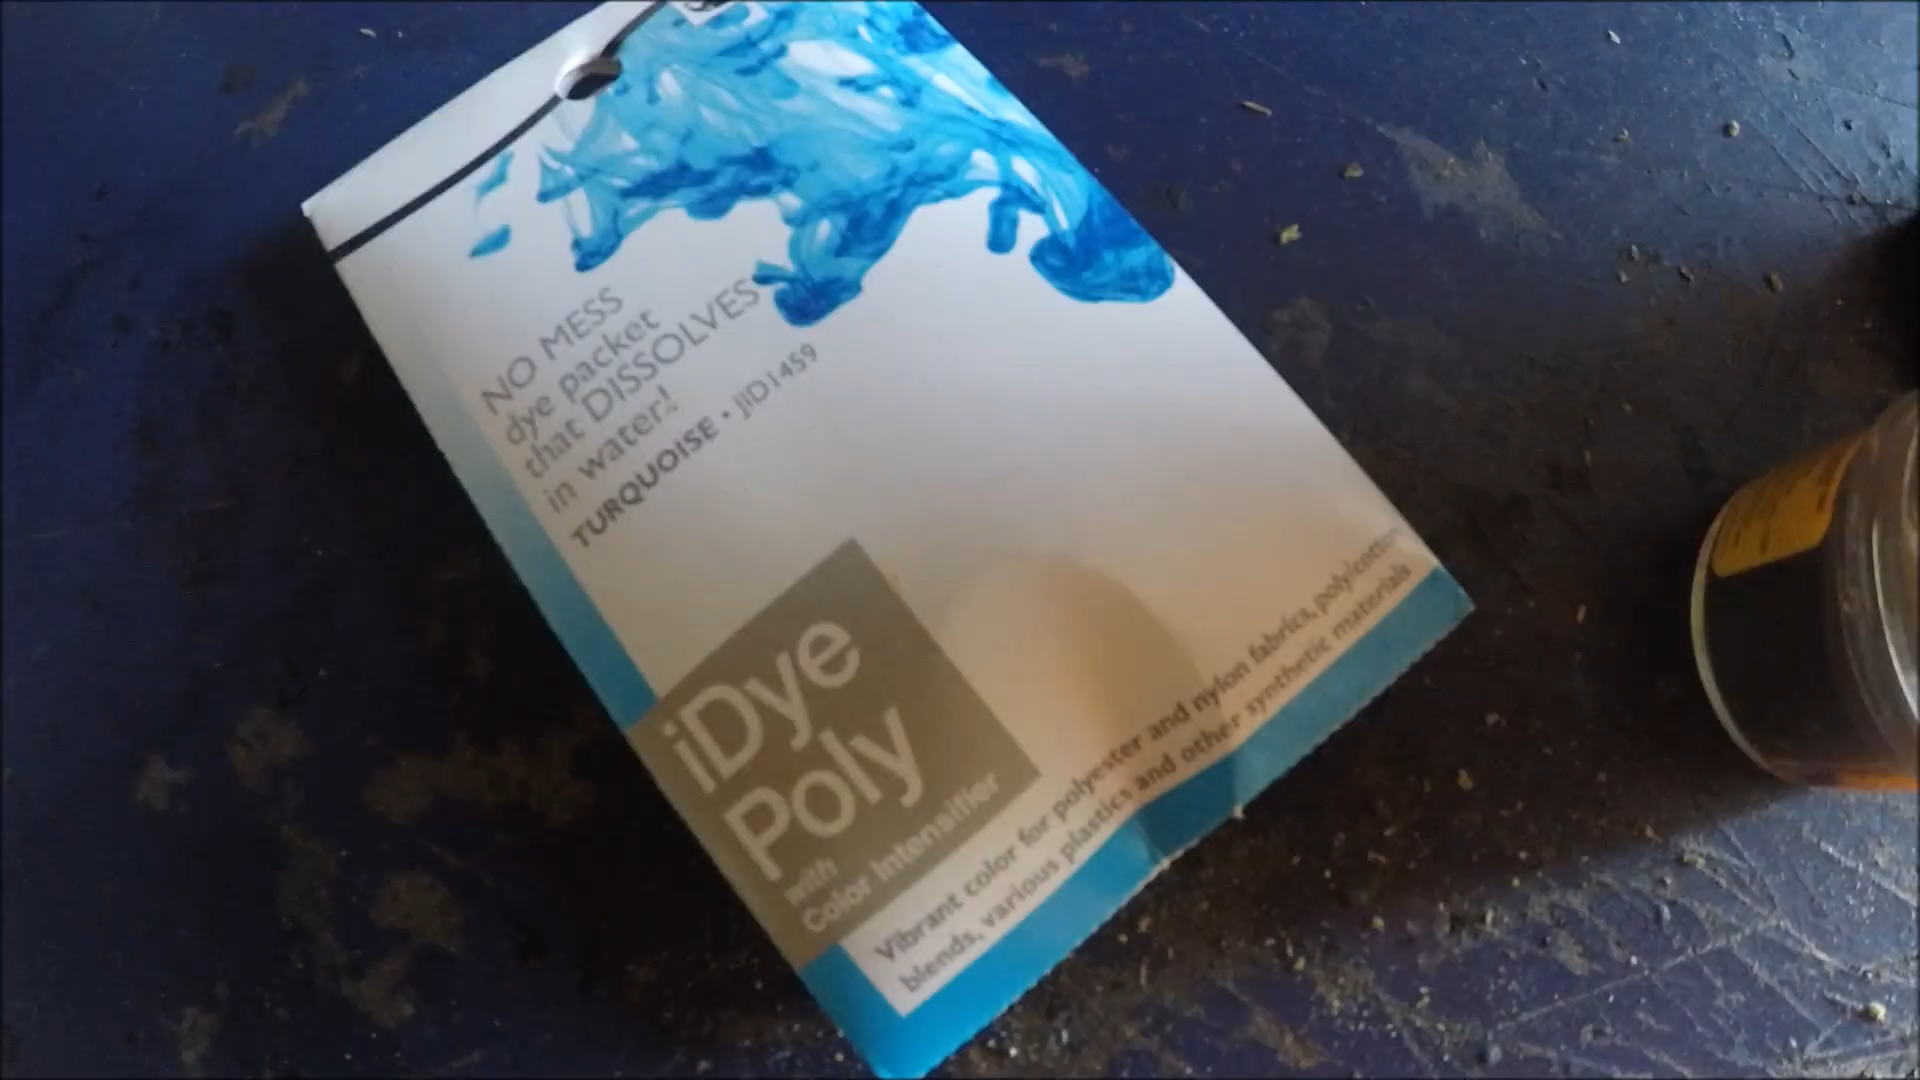 NO MESS
dye packet
that DISSOLVES
in water!
TURQUOISE • JID1459
iDye
Poly
with
Color Intensifier
Vibrant color for polyester and nylon fabrics, poly/cotton
blends, various plastics and other synthetic materials